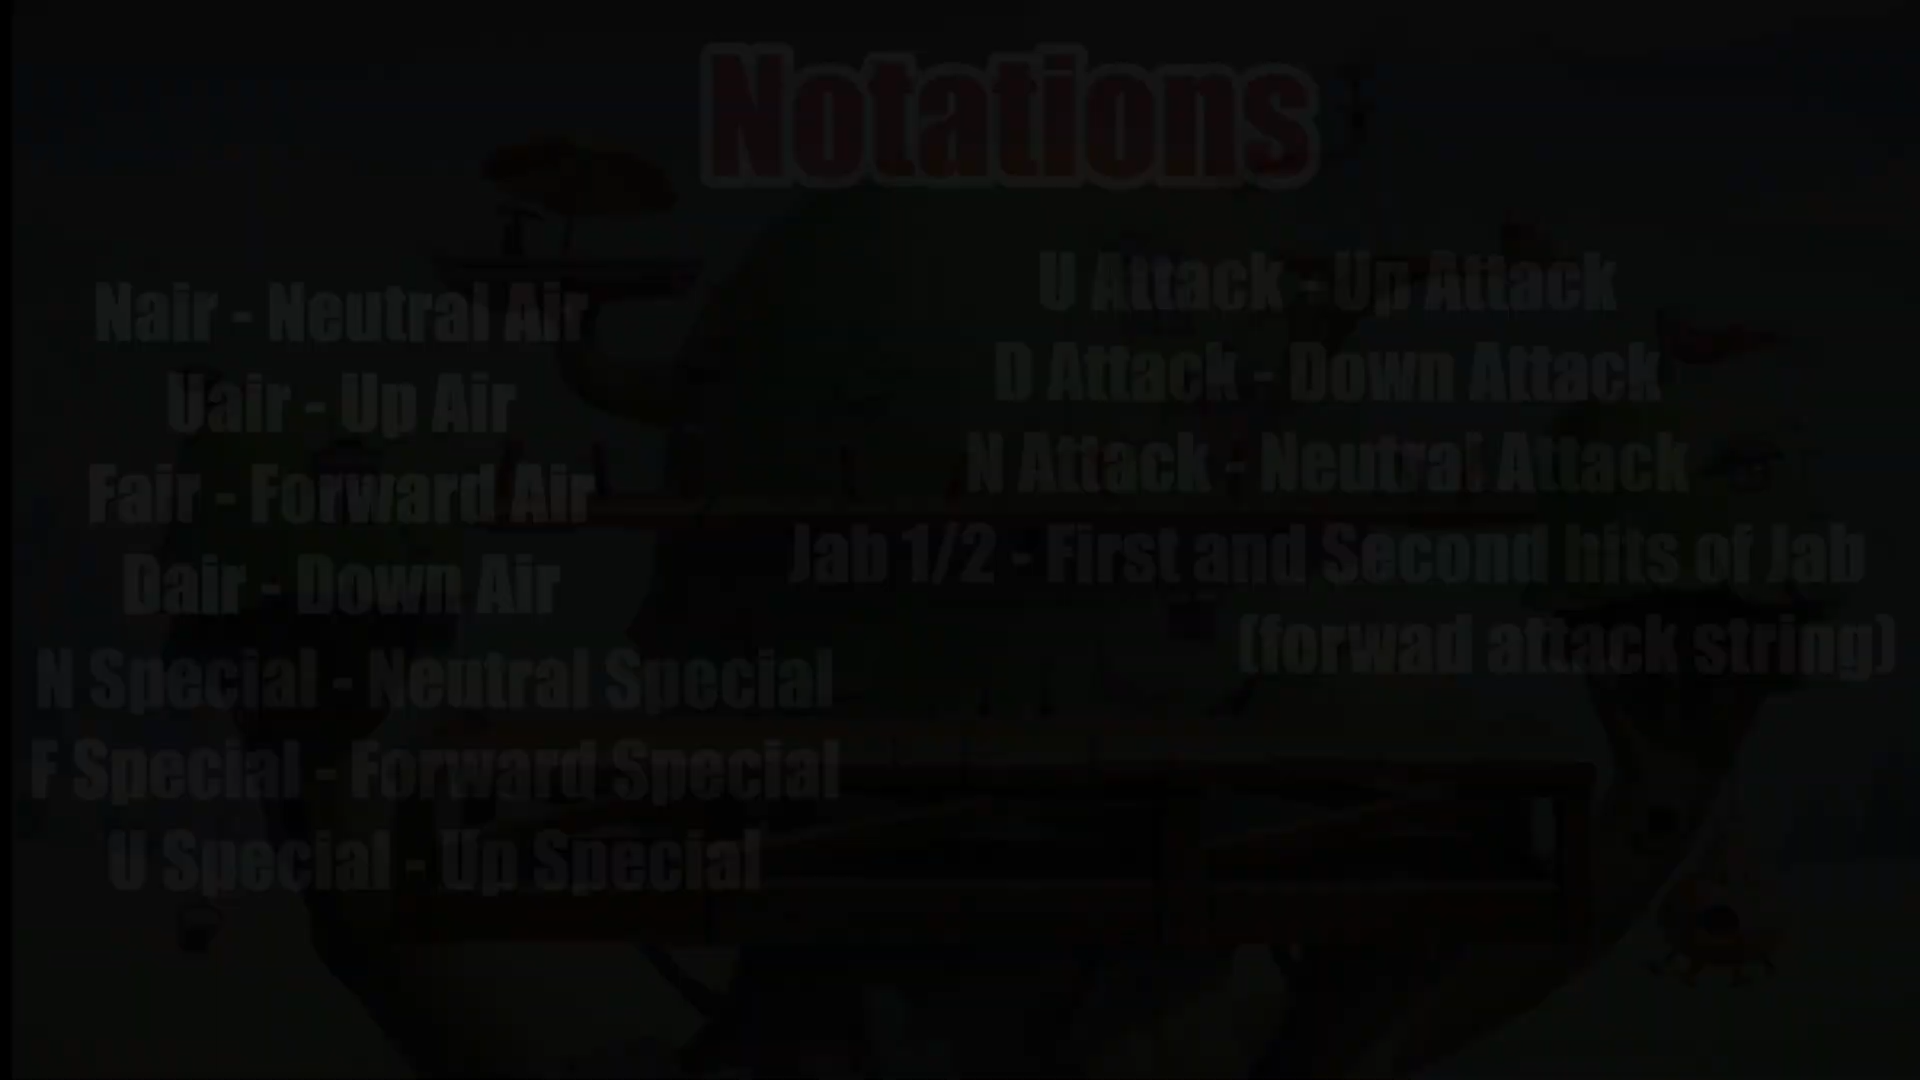 Notations
Nair - Neutral Air
Uair - Up Air
Fair - Forward Air
Dair - Down Air
N Special - Neutral Special
F Special - Forward Special
U Special - Up Special
U Attack - Up Attack
D Attack - Down Attack
N Attack - Neutral Attack
Jab 1/2 - First and Second hits of Jab
(forwad attack string)